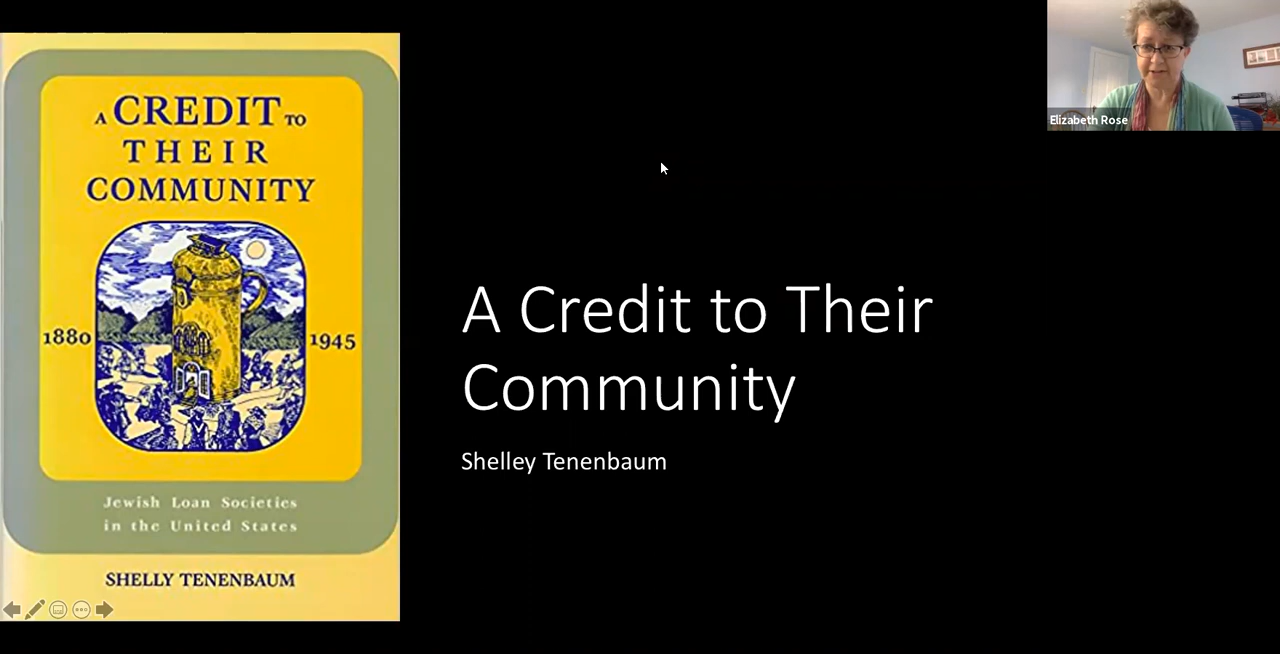 A CREDIT TO
THEIR
COMMUNITY
1880
1945
Jewish Loan Societies
in the United States
SHELLY TENENBAUM
A Credit to Their
Community
Shelley Tenenbaum
Elizabeth Rose